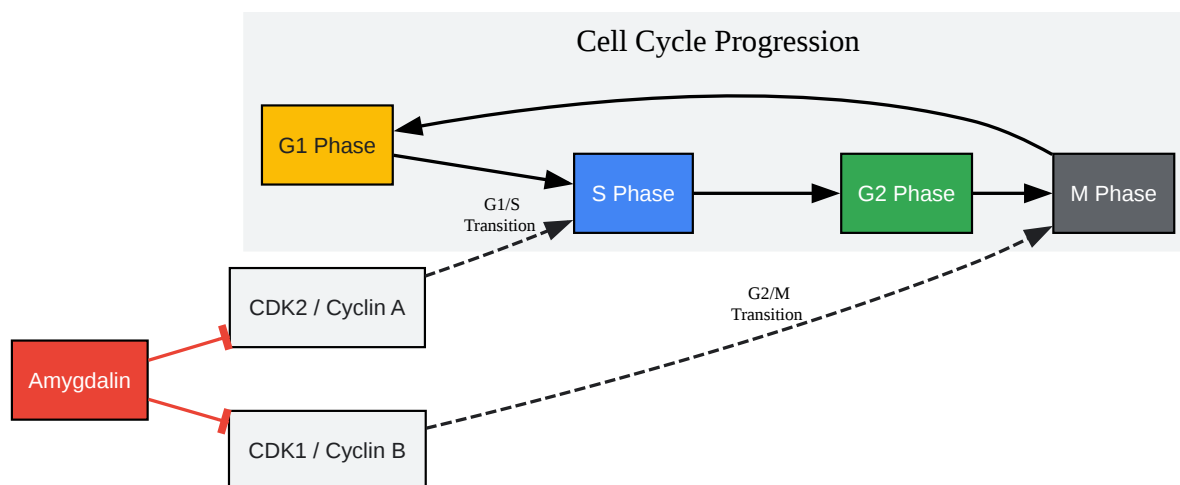 Cell Cycle Progression
G1 Phase
S Phase
G2 Phase
M Phase
G1/S
Transition
G2/M
Transition
CDK2 / Cyclin A
Amygdalin
CDK1 / Cyclin B